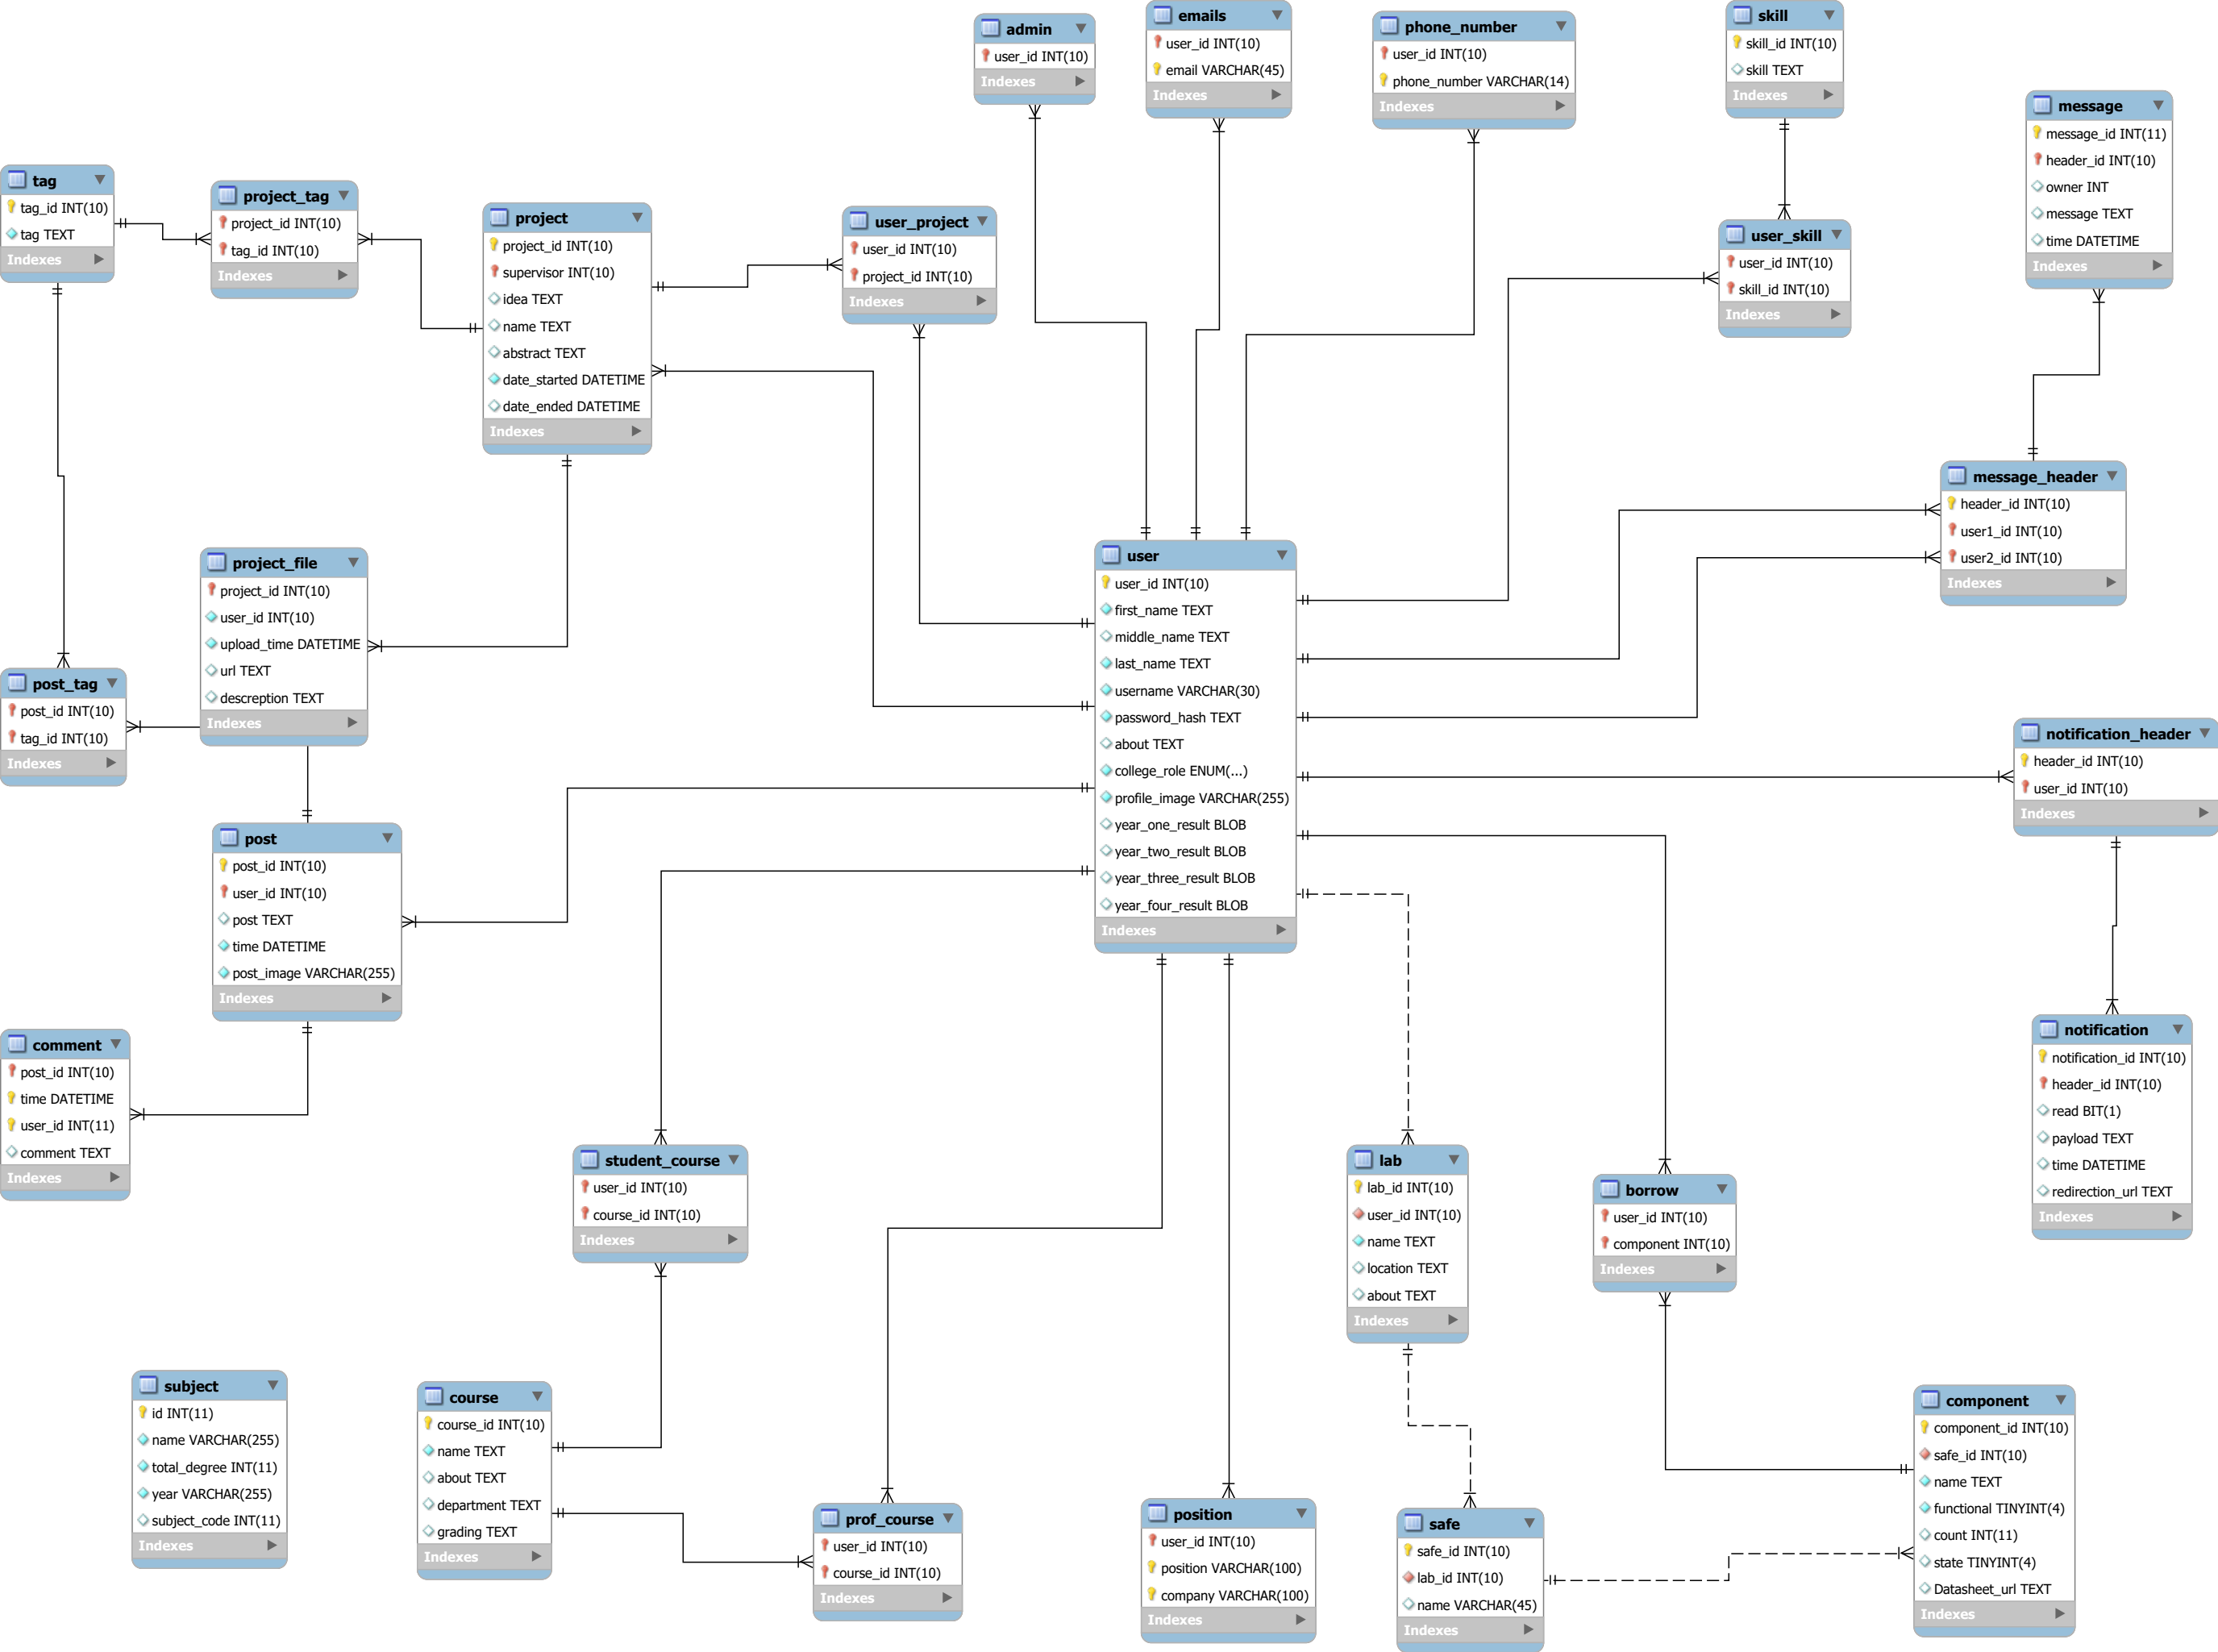 admin
user_id INT(10)
Indexes
emails
user_id INT(10)
email VARCHAR(45)
Indexes
phone_number
user_id INT(10)
phone_number VARCHAR(14)
Indexes
skill
skill_id INT(10)
skill TEXT
Indexes
message
message_id INT(11)
header_id INT(10)
owner INT
message TEXT
time DATETIME
Indexes
tag
tag_id INT(10)
tag TEXT
Indexes
project_tag
project_id INT(10)
tag_id INT(10)
Indexes
project
project_id INT(10)
supervisor INT(10)
idea TEXT
name TEXT
abstract TEXT
date_started DATETIME
date_ended DATETIME
Indexes
user_project
user_id INT(10)
project_id INT(10)
Indexes
user_skill
user_id INT(10)
skill_id INT(10)
Indexes
message_header
header_id INT(10)
user1_id INT(10)
user2_id INT(10)
Indexes
project_file
project_id INT(10)
user_id INT(10)
upload_time DATETIME
url TEXT
descreption TEXT
Indexes
user
user_id INT(10)
first_name TEXT
middle_name TEXT
last_name TEXT
username VARCHAR(30)
password_hash TEXT
about TEXT
college_role ENUM(...)
profile_image VARCHAR(255)
year_one_result BLOB
year_two_result BLOB
year_three_result BLOB
year_four_result BLOB
Indexes
post_tag
post_id INT(10)
tag_id INT(10)
Indexes
notification_header
header_id INT(10)
user_id INT(10)
Indexes
post
post_id INT(10)
user_id INT(10)
post TEXT
time DATETIME
post_image VARCHAR(255)
Indexes
comment
post_id INT(10)
time DATETIME
user_id INT(11)
comment TEXT
Indexes
notification
notification_id INT(10)
header_id INT(10)
read BIT(1)
payload TEXT
time DATETIME
redirection_url TEXT
Indexes
student_course
user_id INT(10)
course_id INT(10)
Indexes
lab
lab_id INT(10)
user_id INT(10)
name TEXT
location TEXT
about TEXT
Indexes
borrow
user_id INT(10)
component INT(10)
Indexes
subject
id INT(11)
name VARCHAR(255)
total_degree INT(11)
year VARCHAR(255)
subject_code INT(11)
Indexes
course
course_id INT(10)
name TEXT
about TEXT
department TEXT
grading TEXT
Indexes
prof_course
user_id INT(10)
course_id INT(10)
Indexes
position
user_id INT(10)
position VARCHAR(100)
company VARCHAR(100)
Indexes
safe
safe_id INT(10)
lab_id INT(10)
name VARCHAR(45)
Indexes
component
component_id INT(10)
safe_id INT(10)
name TEXT
functional TINYINT(4)
count INT(11)
state TINYINT(4)
Datasheet_url TEXT
Indexes